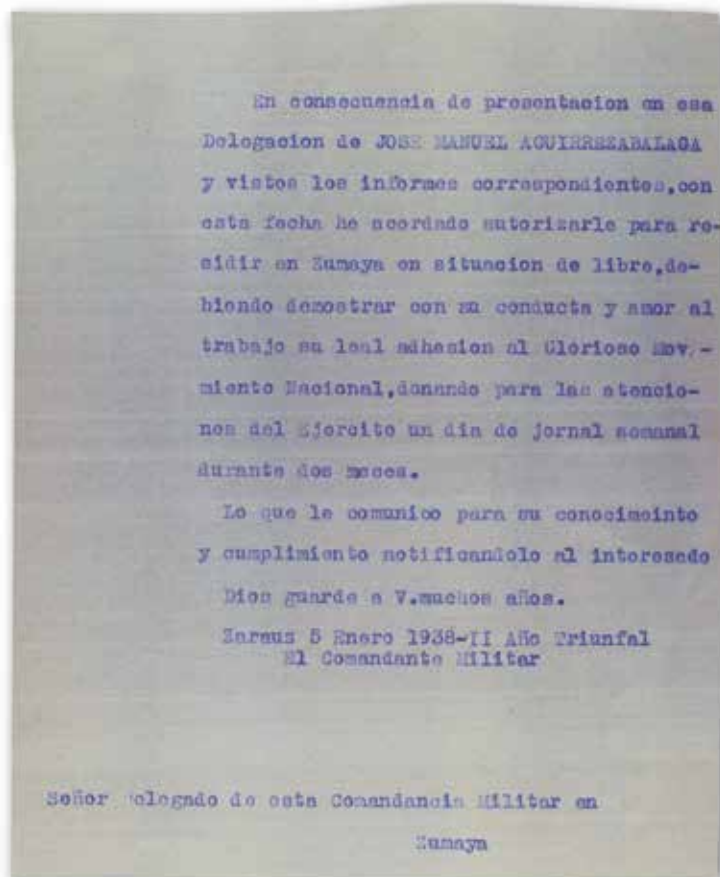 En consecuencia de presentacion en esa
Delegacion de JOSE MANUEL AGUIRREZABALAGA
y vistos los informes correspondientes,con
esta fecha he acordado autorizarle para re-
sidir en Zumaya en situacion de libre,de-
biendo demostrar con su conducta y amor al
trabajo su leal adhesion al Glorioso Mov.-
miento Nacional,donando para las atencio-
nes del Ejercito un dia de jornal semanal
durante dos meses.
Lo que le comunico para su conocimeinto
y cumplimiento notificandolo al interesado
Dios guarde a V.muchos años.
Zaraus 5 Enero 1938-II Año Triunfal
El Comandante Militar
Señor elegado de esta Comandancia Militar en
Zumaya